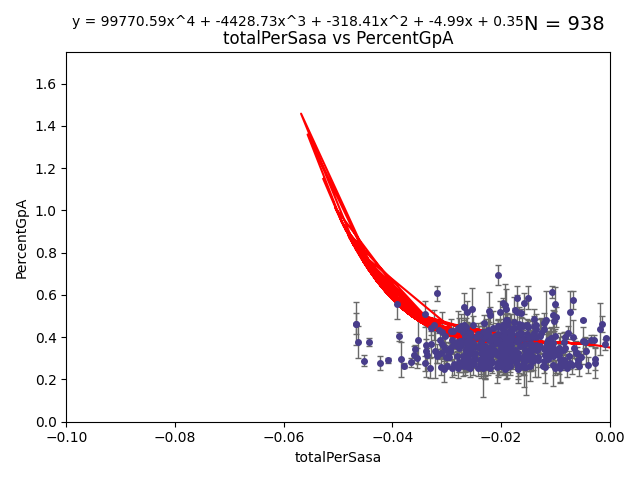 y = 99770.59x^4 + -4428.73x^3 + -318.41x^2 + -4.99x + 0.35
N = 938
totalPerSasa vs PercentGpA
PercentGpA
1.6
1.4
1.2
1.0
0.8
0.6
0.4
0.2
0.0
−0.10 −0.08 −0.06 −0.04 −0.02 0.00
totalPerSasa